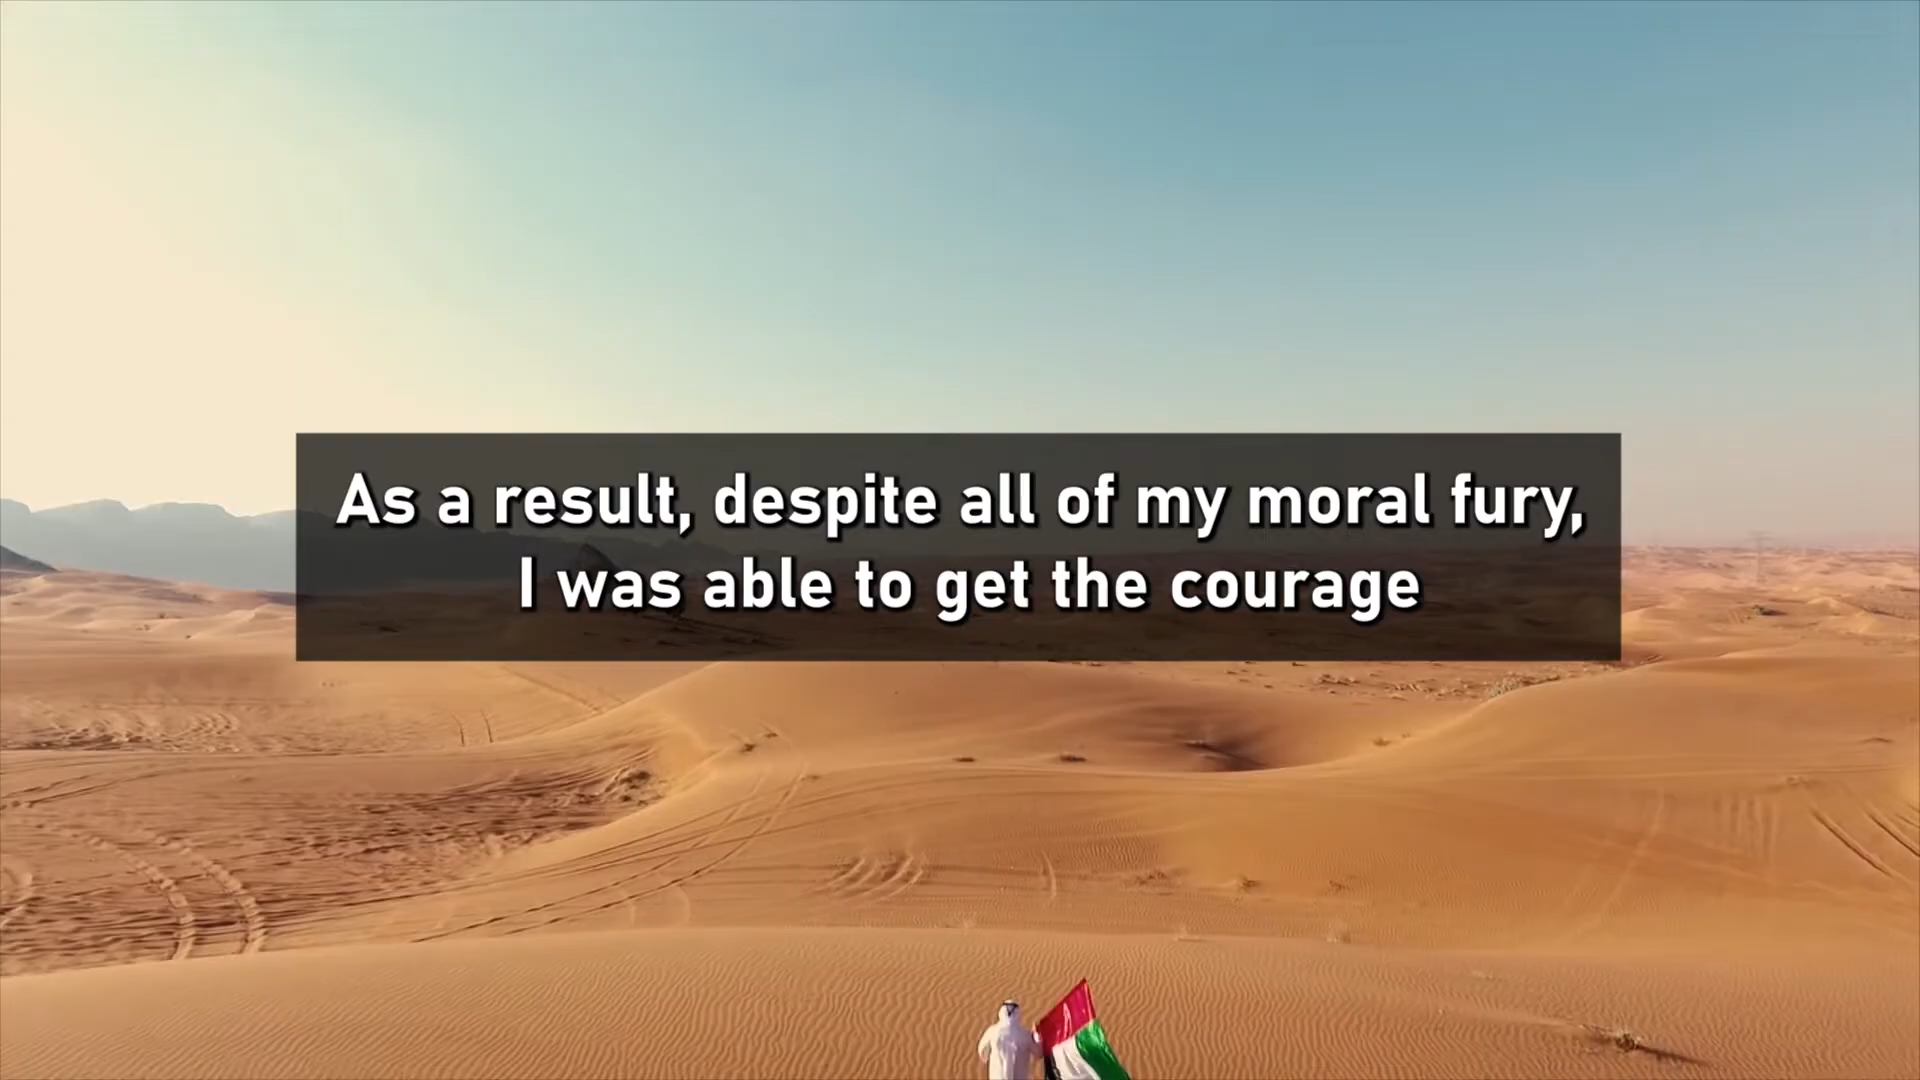 As a result, despite all of my moral fury,
I was able to get the courage